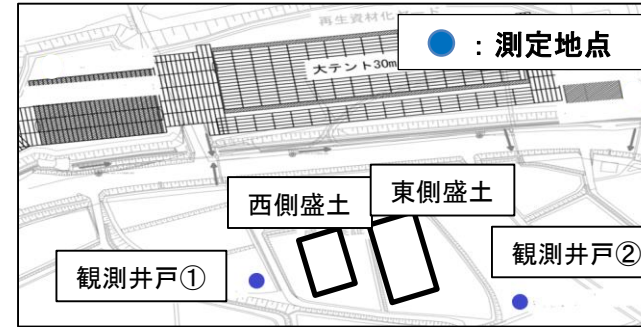 再生資材化ヤード
：測定地点
大テント30m
西側盛土
東側盛土
観測井戸①
観測井戸②